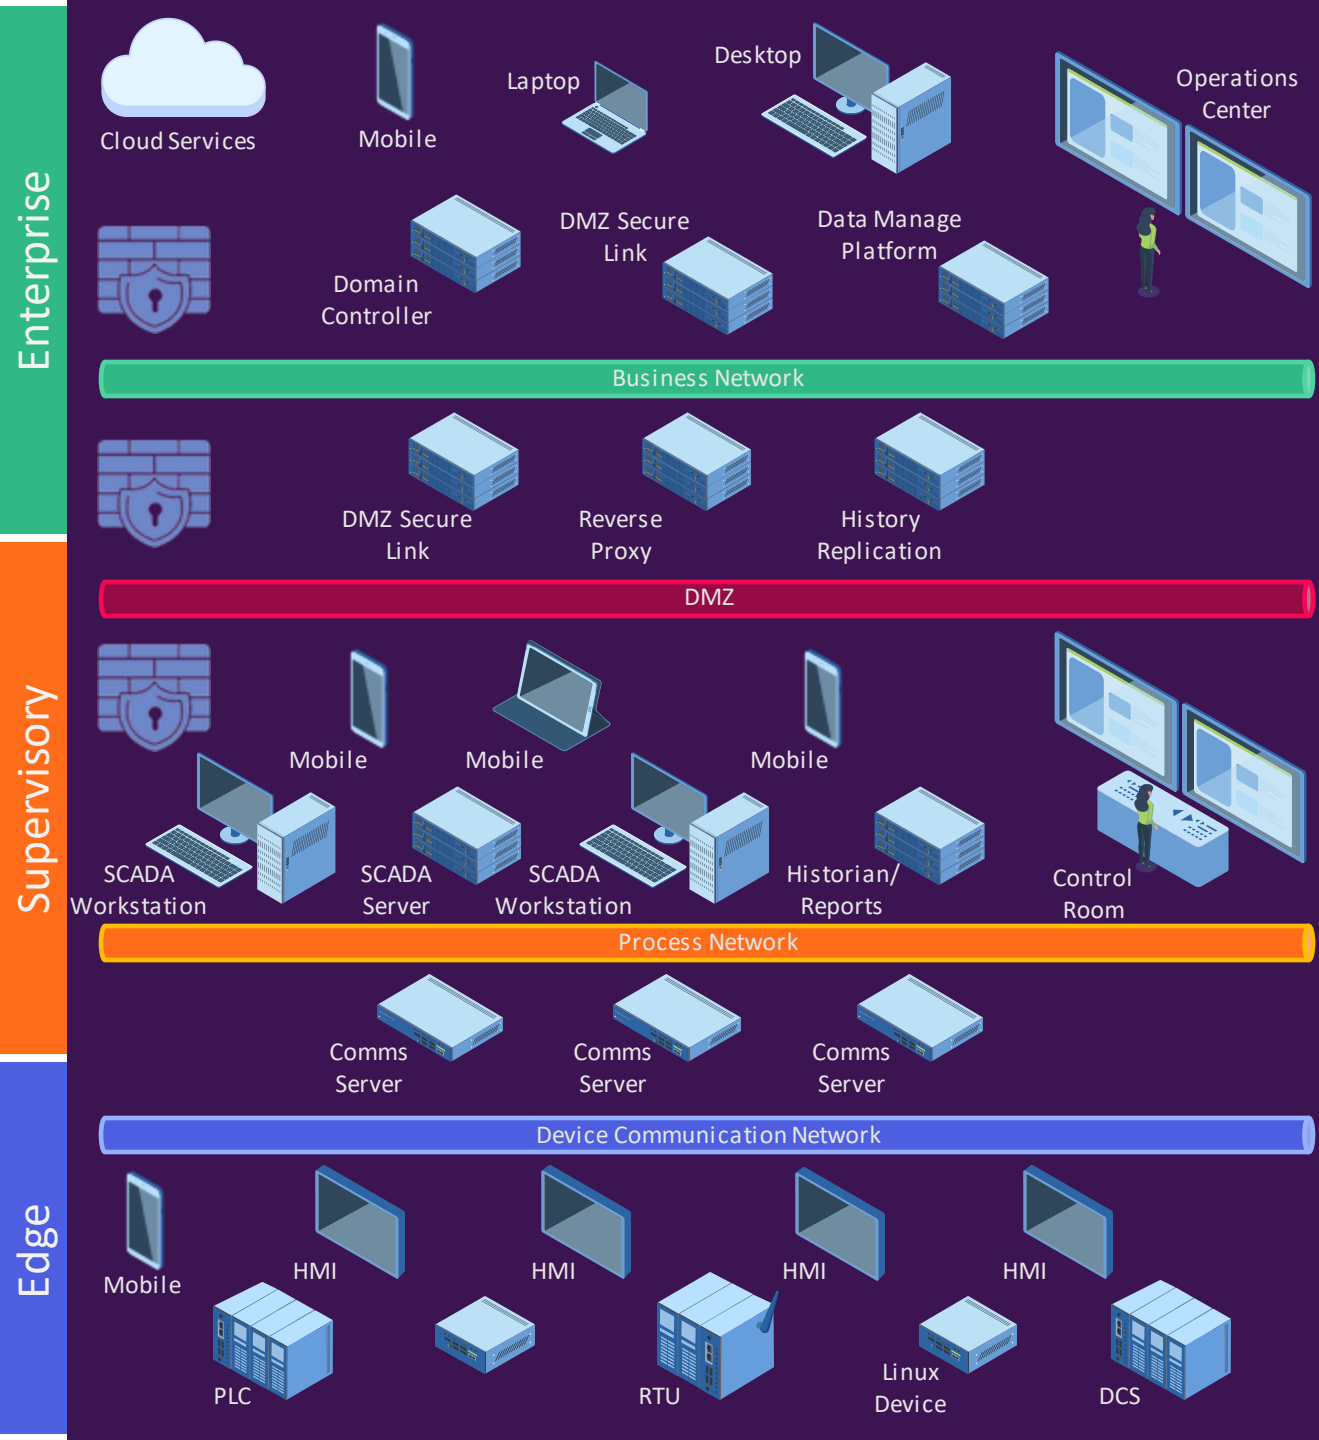 Enterprise
Cloud Services
Mobile
Laptop
Desktop
Operations
Center
Domain
Controller
DMZ Secure
Link
Data Manage
Platform
Business Network
DMZ Secure
Link
Reverse
Proxy
History
Replication
DMZ
Supervisory
Mobile
Mobile
Mobile
SCADA
Workstation
SCADA
Server
SCADA
Workstation
Historian/
Reports
Control
Room
Process Network
Comms
Server
Comms
Server
Comms
Server
Device Communication Network
Edge
Mobile
HMI
HMI
HMI
HMI
PLC
RTU
Linux
Device
DCS